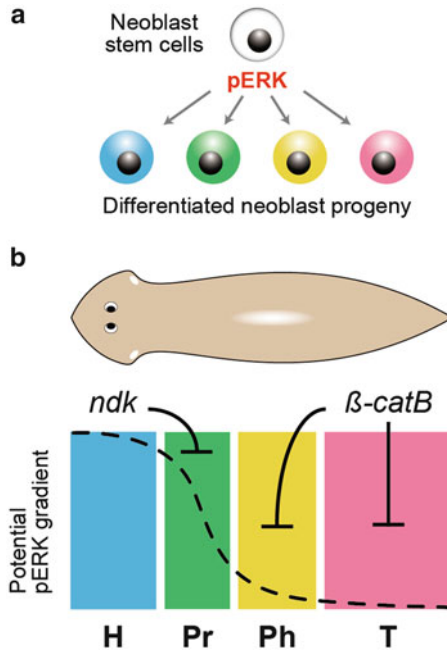 a
Neoblast
stem cells
pERK
Differentiated neoblast progeny
b
ndk
ß-catB
Potential
pERK gradient
H Pr Ph T